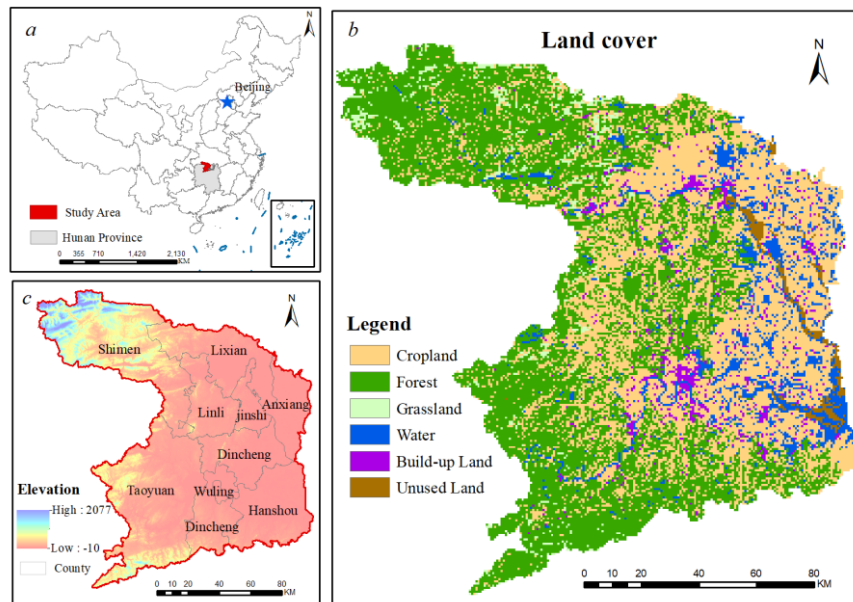 a
N
Beijing
Study Area
Hunan Province
0 355 710 1,420 2,130
KM
b
Land cover
N
Legend
Cropland
Forest
Grassland
Water
Build-up Land
Unused Land
0 20 40 60 80
KM
c
N
Shimen
Lixian
Linli
jinshi
Anxiang
Dincheng
Taoyuan
Wuling
Hanshou
Dincheng
Elevation
High : 2077
Low : -10
County
0 10 20 40 60 80
KM